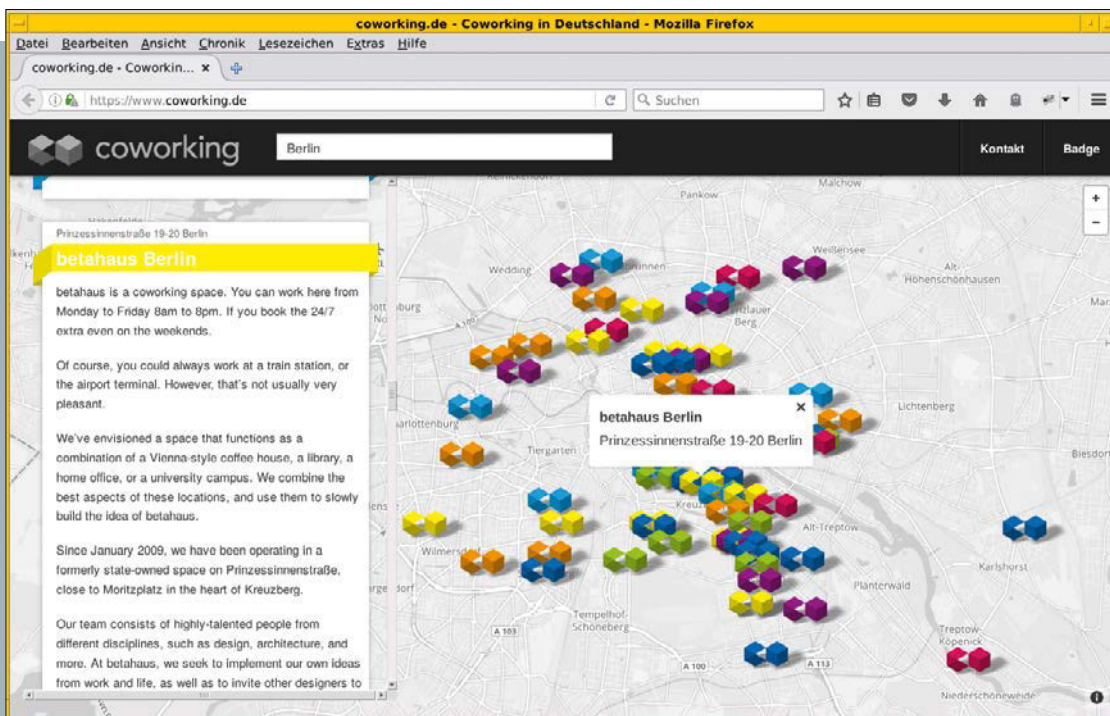 coworking.de - Coworking in Deutschland - Mozilla Firefox
Datei Bearbeiten Ansicht Chronik Lesezeichen Extras Hilfe
coworking.de - Coworkin... ×
https://www.coworking.de
Suchen
coworking
Berlin
Kontakt
Badge
Prinzessinnenstraße 19-20 Berlin
betahaus Berlin
betahaus is a coworking space. You can work here from
Monday to Friday 8am to 8pm. If you book the 24/7
extra even on the weekends.
Of course, you could always work at a train station, or
the airport terminal. However, that's not usually very
pleasant.
We've envisioned a space that functions as a
combination of a Vienna-style coffee house, a library, a
home office, or a university campus. We combine the
best aspects of these locations, and use them to slowly
build the idea of betahaus.
Since January 2009, we have been operating in a
formerly state-owned space on Prinzessinnenstraße,
close to Moritzplatz in the heart of Kreuzberg.
Our team consists of highly-talented people from
different disciplines, such as design, architecture, and
more. At betahaus, we seek to implement our own ideas
from work and life, as well as to invite other designers to
Malchow
Pankow
+
−
Weißensee
Wedding
Alt-
Hohenschönhausen
Berg
A 100
Lichtenberg
betahaus Berlin
×
Prinzessinnenstraße 19-20 Berlin
Tiergarten
Biesdorf
Alt-Treptow
Wilmersdorf
Karlshorst
Planterwald
Tempelhof-
Schöneberg
A 103
Treptow-
Köpenick
A 100
A 113
Niederschöneweide